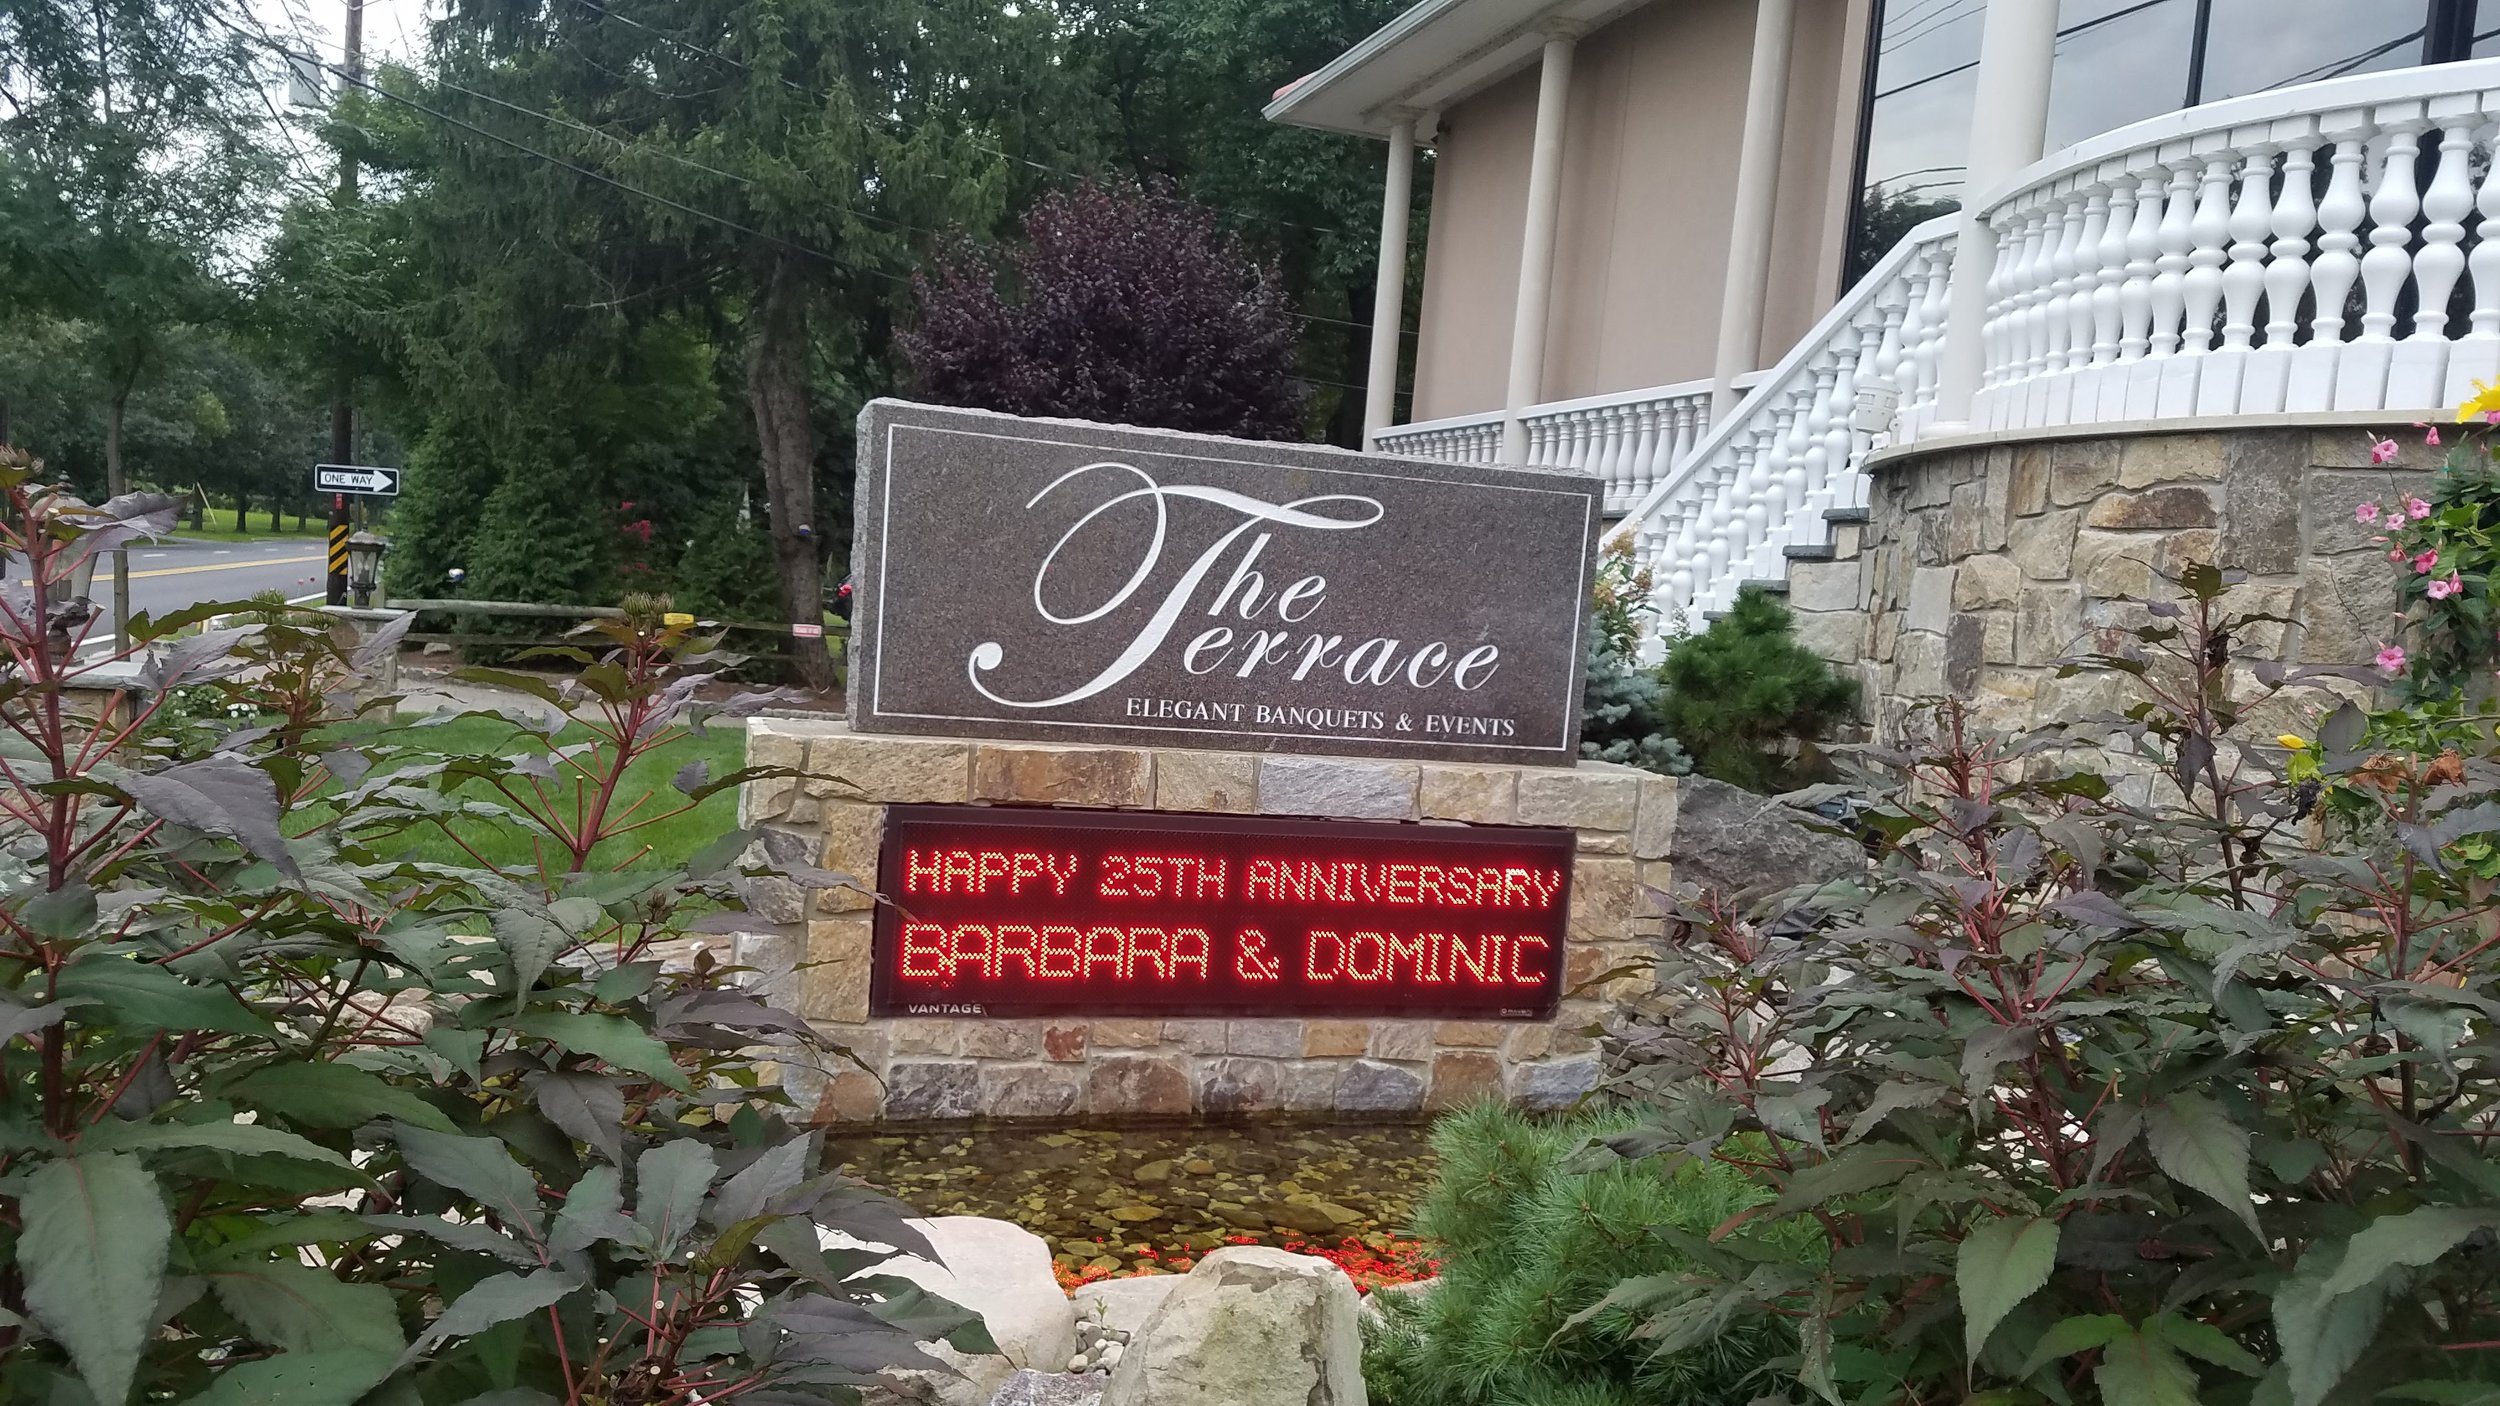 ONE WAY
The
Terrace
ELEGANT BANQUETS & EVENTS
HAPPY 25TH ANNIVERSARY
BARBARA & DOMINIC
VANTAGE